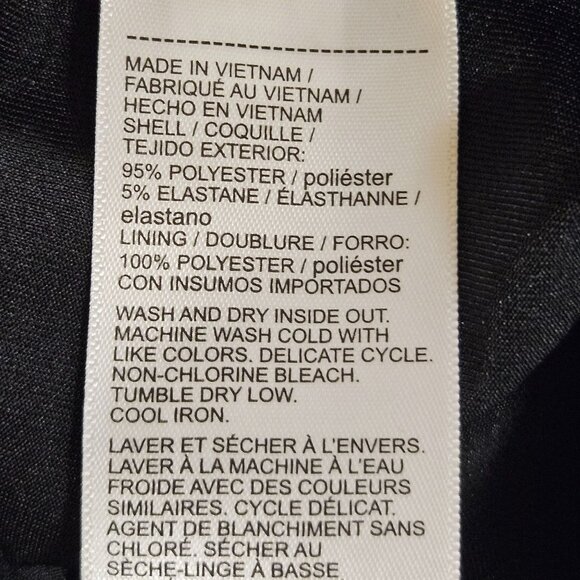 MADE IN VIETNAM /
FABRIQUÉ AU VIETNAM /
HECHO EN VIETNAM
SHELL / COQUILLE /
TEJIDO EXTERIOR:
95% POLYESTER / poliéster
5% ELASTANE / ÉLASTHANNE /
elastano
LINING / DOUBLURE / FORRO:
100% POLYESTER / poliéster
CON INSUMOS IMPORTADOS
WASH AND DRY INSIDE OUT.
MACHINE WASH COLD WITH
LIKE COLORS. DELICATE CYCLE.
NON-CHLORINE BLEACH.
TUMBLE DRY LOW.
COOL IRON.
LAVER ET SÉCHER À L'ENVERS.
LAVER À LA MACHINE À L'EAU
FROIDE AVEC DES COULEURS
SIMILAIRES. CYCLE DÉLICAT.
AGENT DE BLANCHIMENT SANS
CHLORE. SÉCHER AU
SÈCHE-LINGE À BASSE